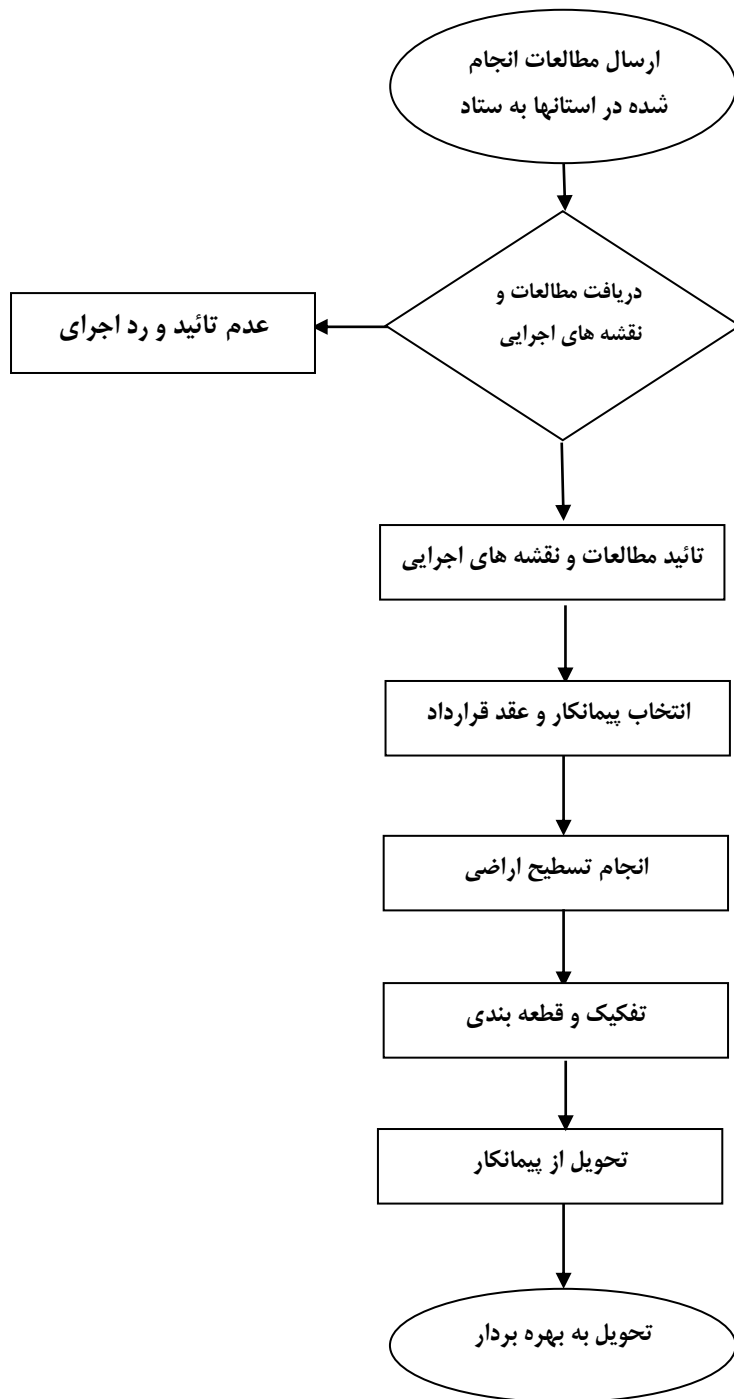 ارسال مطالعات انجام
شده در استانها به ستاد
دریافت مطالعات و
نقشه های اجرایی
عدم تائید و رد اجرای
تائید مطالعات و نقشه های اجرایی
انتخاب پیمانکار و عقد قرارداد
انجام تسطیح اراضی
تفکیک و قطعه بندی
تحویل از پیمانکار
تحویل به بهره بردار